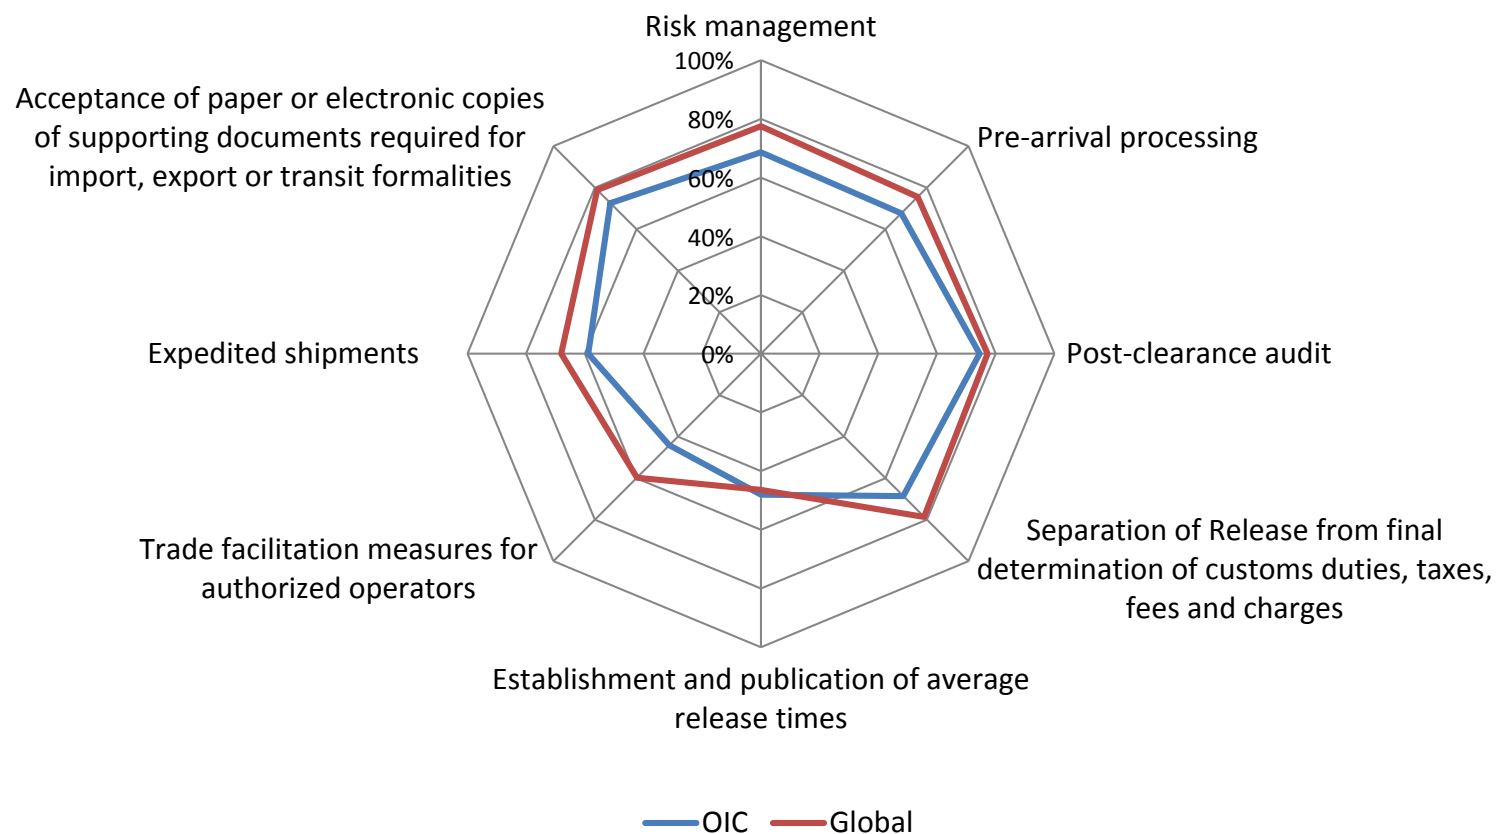 Risk management
100%
80%
60%
40%
20%
0%
Pre-arrival processing
Post-clearance audit
Separation of Release from final
determination of customs duties, taxes,
fees and charges
Establishment and publication of average
release times
Trade facilitation measures for
authorized operators
Expedited shipments
Acceptance of paper or electronic copies
of supporting documents required for
import, export or transit formalities
OIC
Global